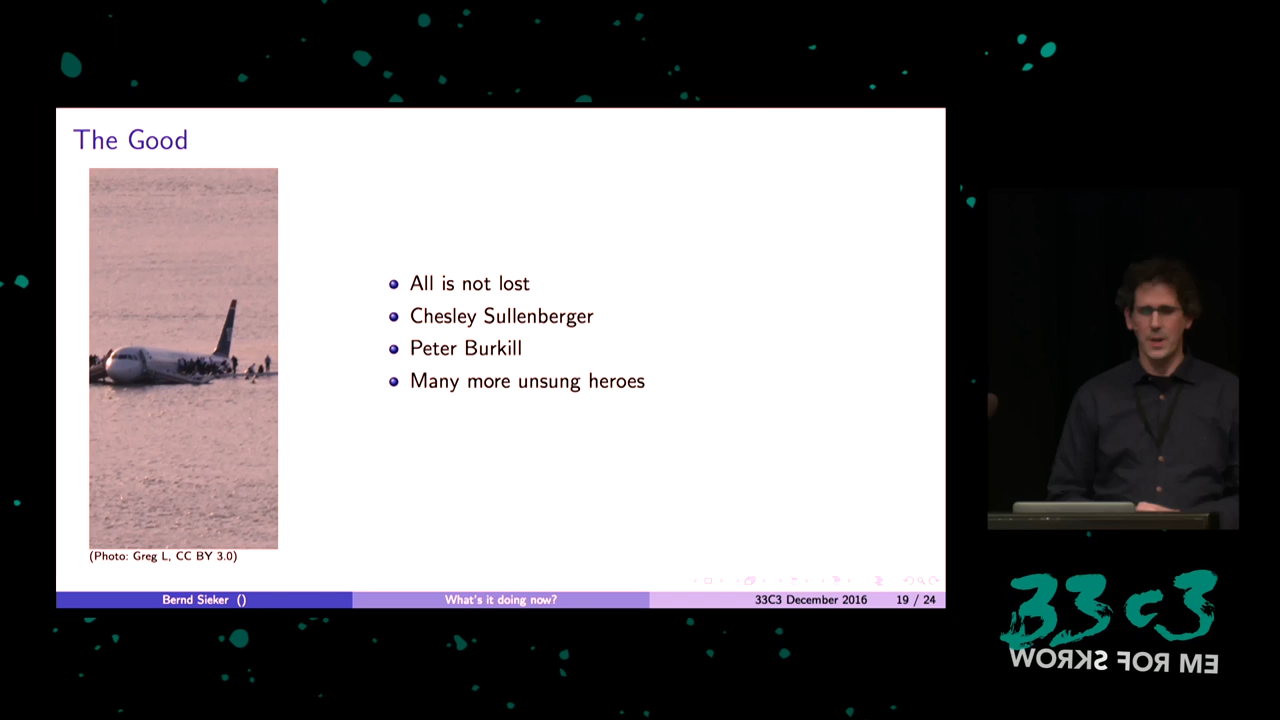 The Good
All is not lost
Chesley Sullenberger
Peter Burkill
Many more unsung heroes
(Photo: Greg L, CC BY 3.0)
Bernd Sieker () What's it doing now? 33C3 December 2016 19 / 24
33C3
WORKS FOR ME